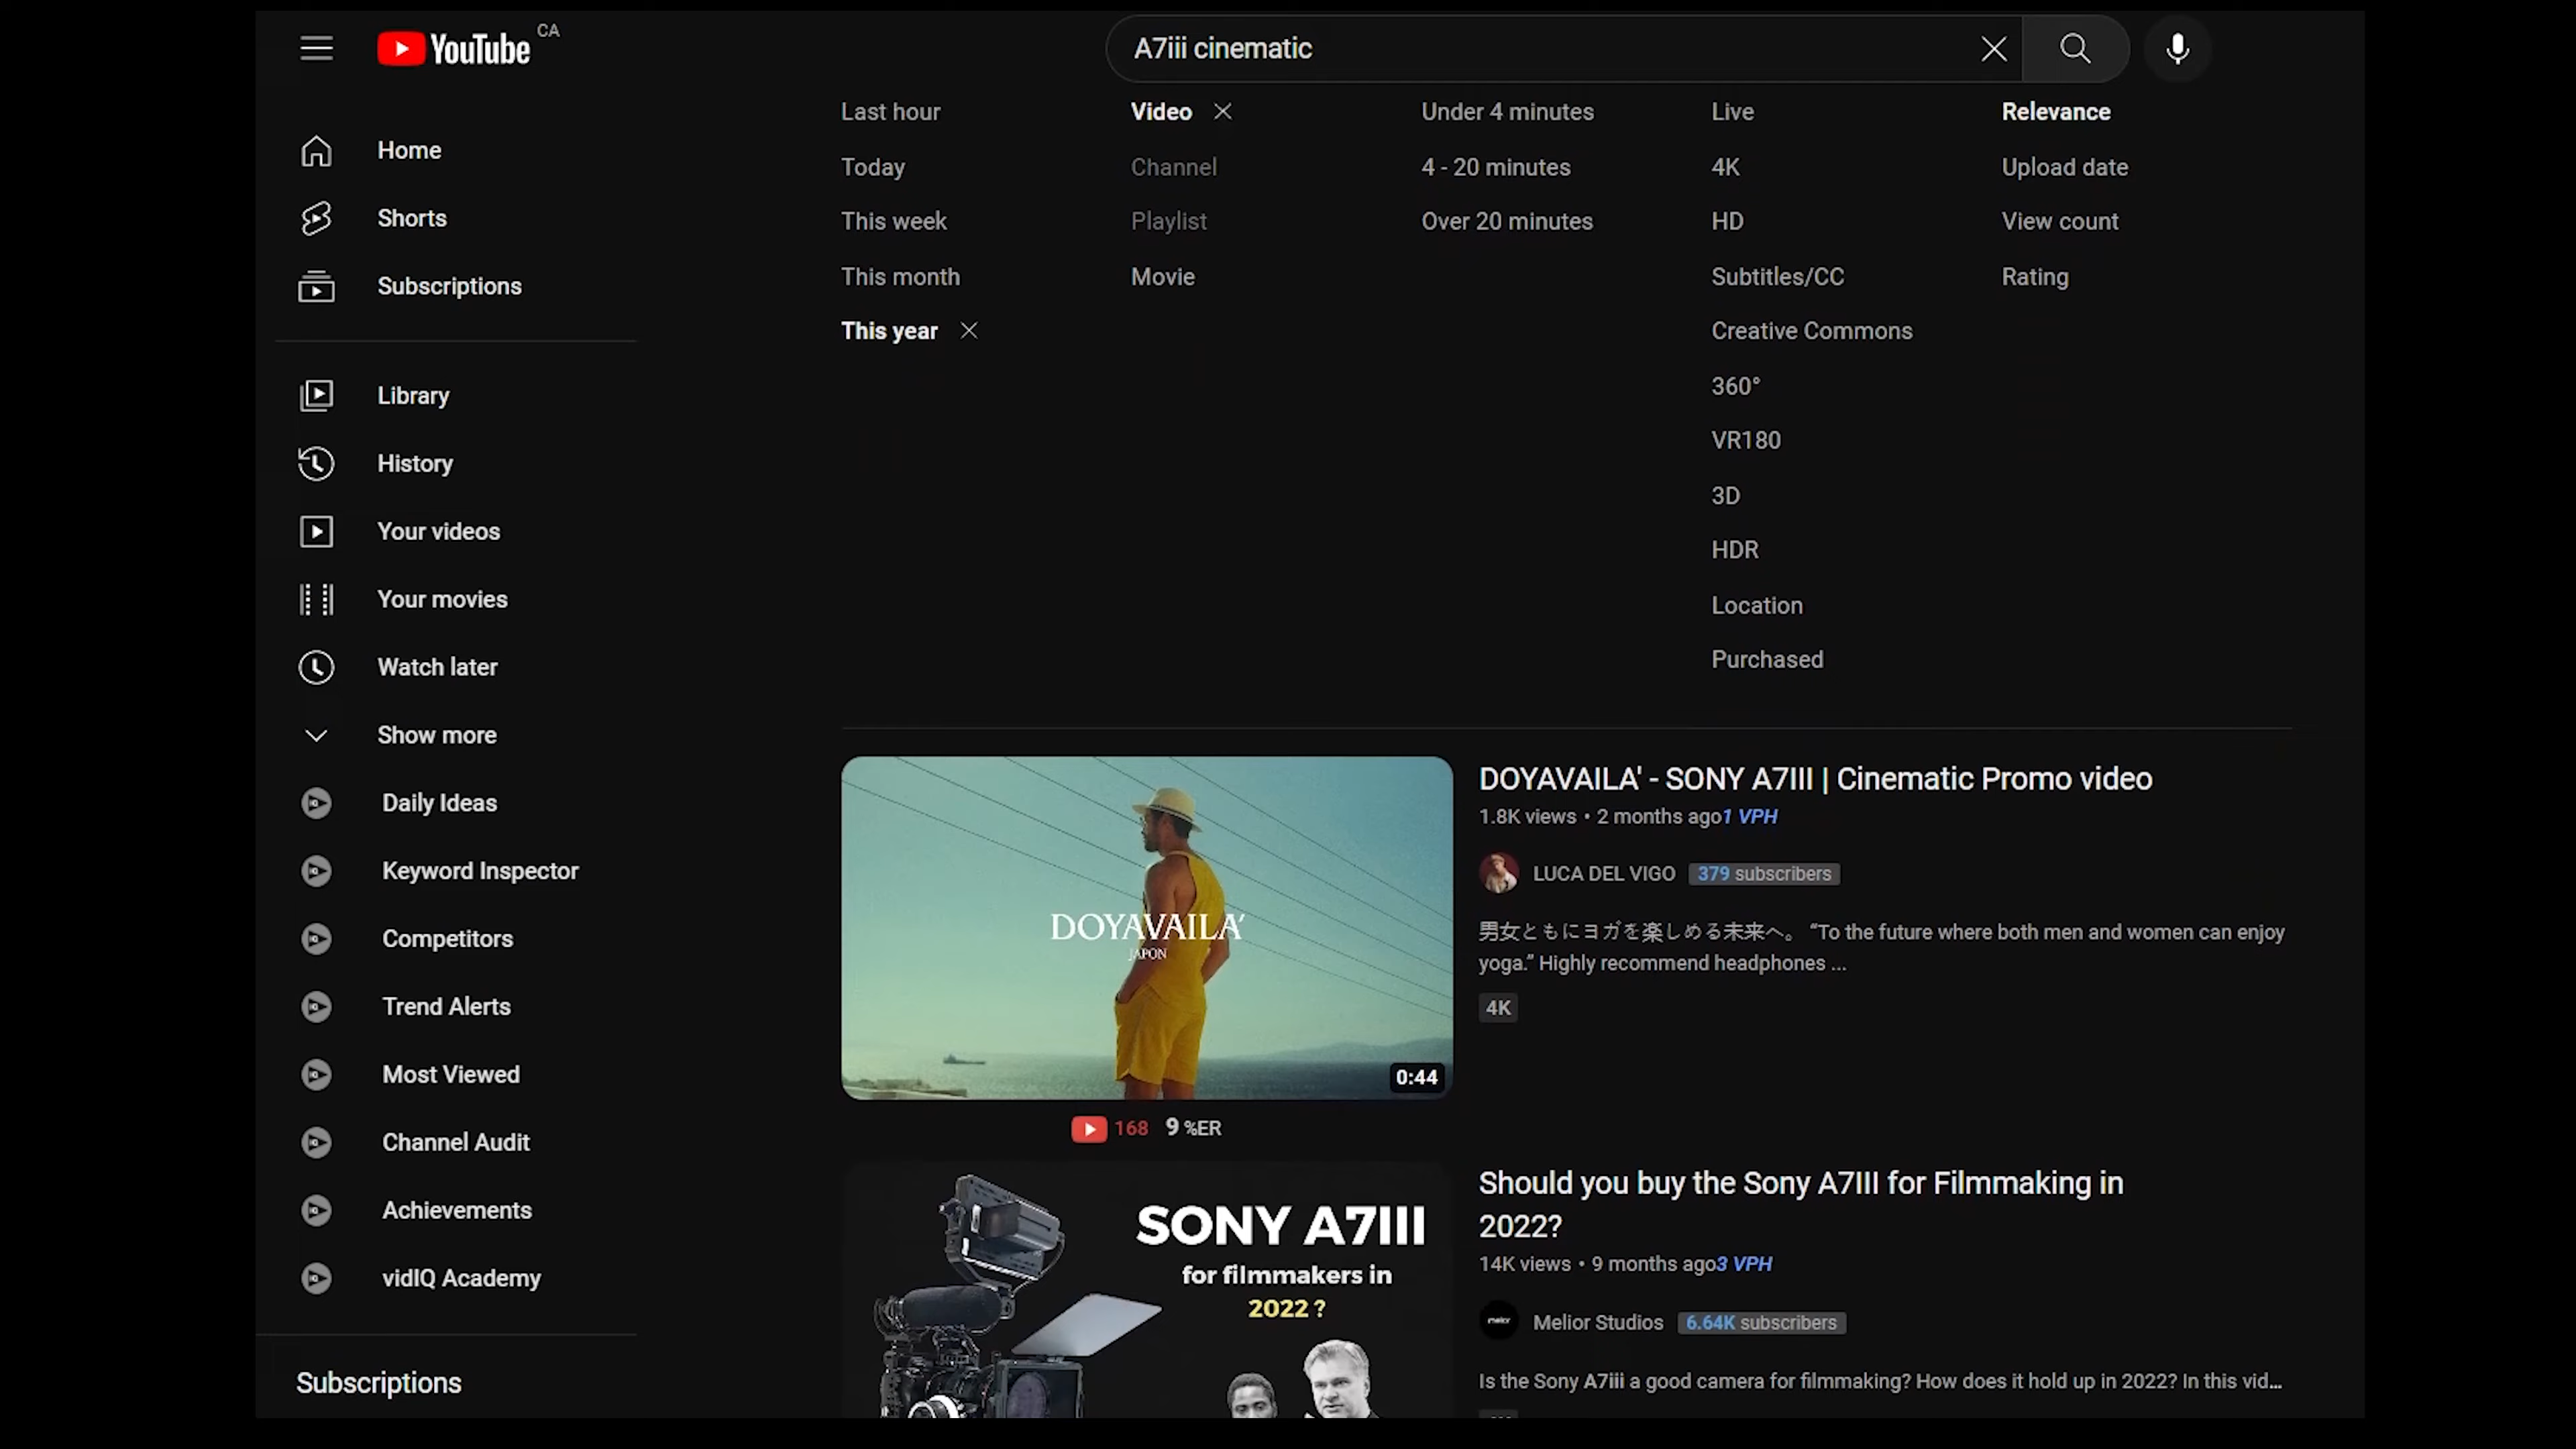 YouTube CA
A7iii cinematic
Home
Shorts
Subscriptions
Library
History
Your videos
Your movies
Watch later
Show more
Daily Ideas
Keyword Inspector
Competitors
Trend Alerts
Most Viewed
Channel Audit
Achievements
vidIQ Academy
Subscriptions
Last hour
Today
This week
This month
This year
Video
Channel
Playlist
Movie
Under 4 minutes
4 - 20 minutes
Over 20 minutes
Live
4K
HD
Subtitles/CC
Creative Commons
360°
VR180
3D
HDR
Location
Purchased
Relevance
Upload date
View count
Rating
DOYAVAILA'
JAPON
0:44
168 9 %ER
DOYAVAILA' - SONY A7III | Cinematic Promo video
1.8K views • 2 months ago1 VPH
LUCA DEL VIGO 379 subscribers
男女ともにヨガを楽しめる未来へ。 “To the future where both men and women can enjoy
yoga.” Highly recommend headphones ...
4K
SONY A7III
for filmmakers in
2022 ?
Should you buy the Sony A7III for Filmmaking in
2022?
14K views • 9 months ago3 VPH
Melior Studios 6.64K subscribers
Is the Sony A7iii a good camera for filmmaking? How does it hold up in 2022? In this vid...